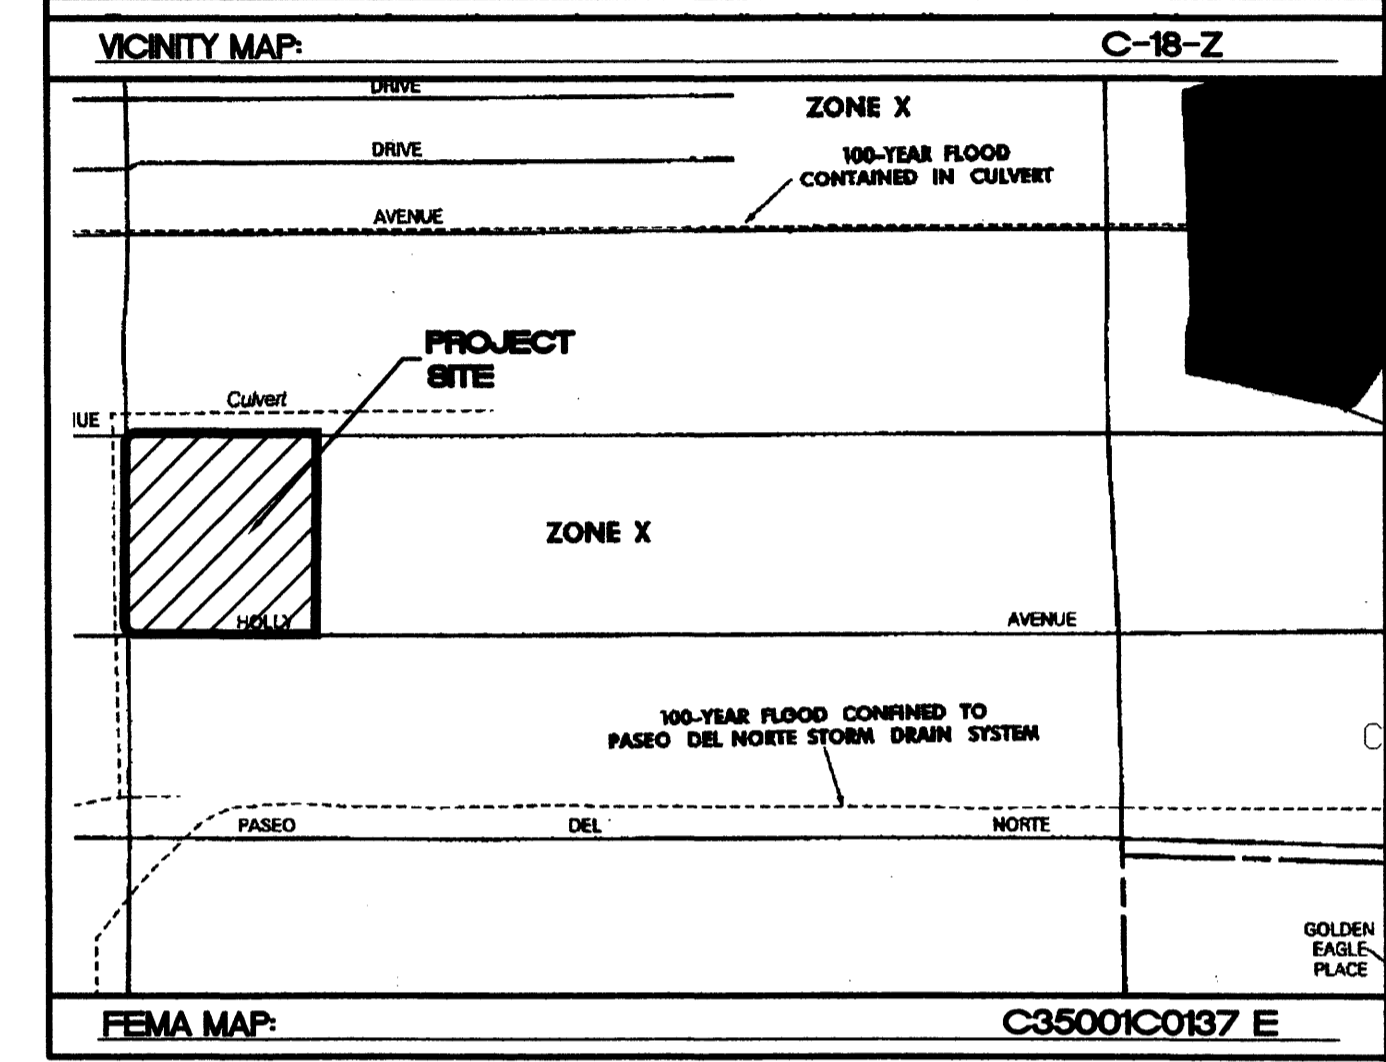 VICINITY MAP: C-18-Z
DRIVE
ZONE X
DRIVE
100-YEAR FLOOD
CONTAINED IN CULVERT
AVENUE
PROJECT
SITE
Culvert
UE
ZONE X
HOLLY AVENUE
100-YEAR FLOOD CONFINED TO
PASEO DEL NORTE STORM DRAIN SYSTEM
C
PASEO DEL NORTE
GOLDEN
EAGLE
PLACE
FEMA MAP: C35001C0137 E